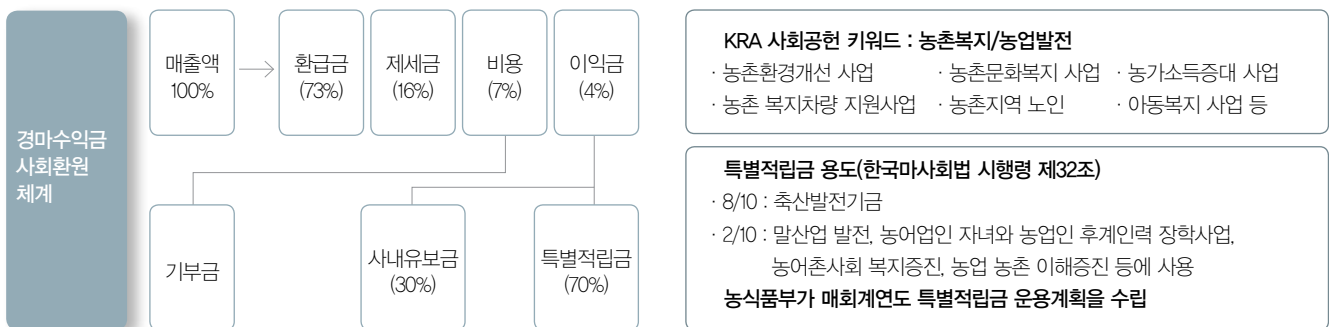 경마수익금
사회환원
체계
매출액
100%
환급금
(73%)
제세금
(16%)
비용
(7%)
이익금
(4%)
기부금
사내유보금
(30%)
특별적립금
(70%)
KRA 사회공헌 키워드 : 농촌복지/농업발전
· 농촌환경개선 사업 · 농촌문화복지 사업 · 농가소득증대 사업
· 농촌 복지차량 지원사업 · 농촌지역 노인 · 아동복지 사업 등
특별적립금 용도(한국마사회법 시행령 제32조)
· 8/10 : 축산발전기금
· 2/10 : 말산업 발전, 농어업인 자녀와 농업인 후계인력 장학사업,
농어촌사회 복지증진, 농업 농촌 이해증진 등에 사용
농식품부가 매회계연도 특별적립금 운용계획을 수립